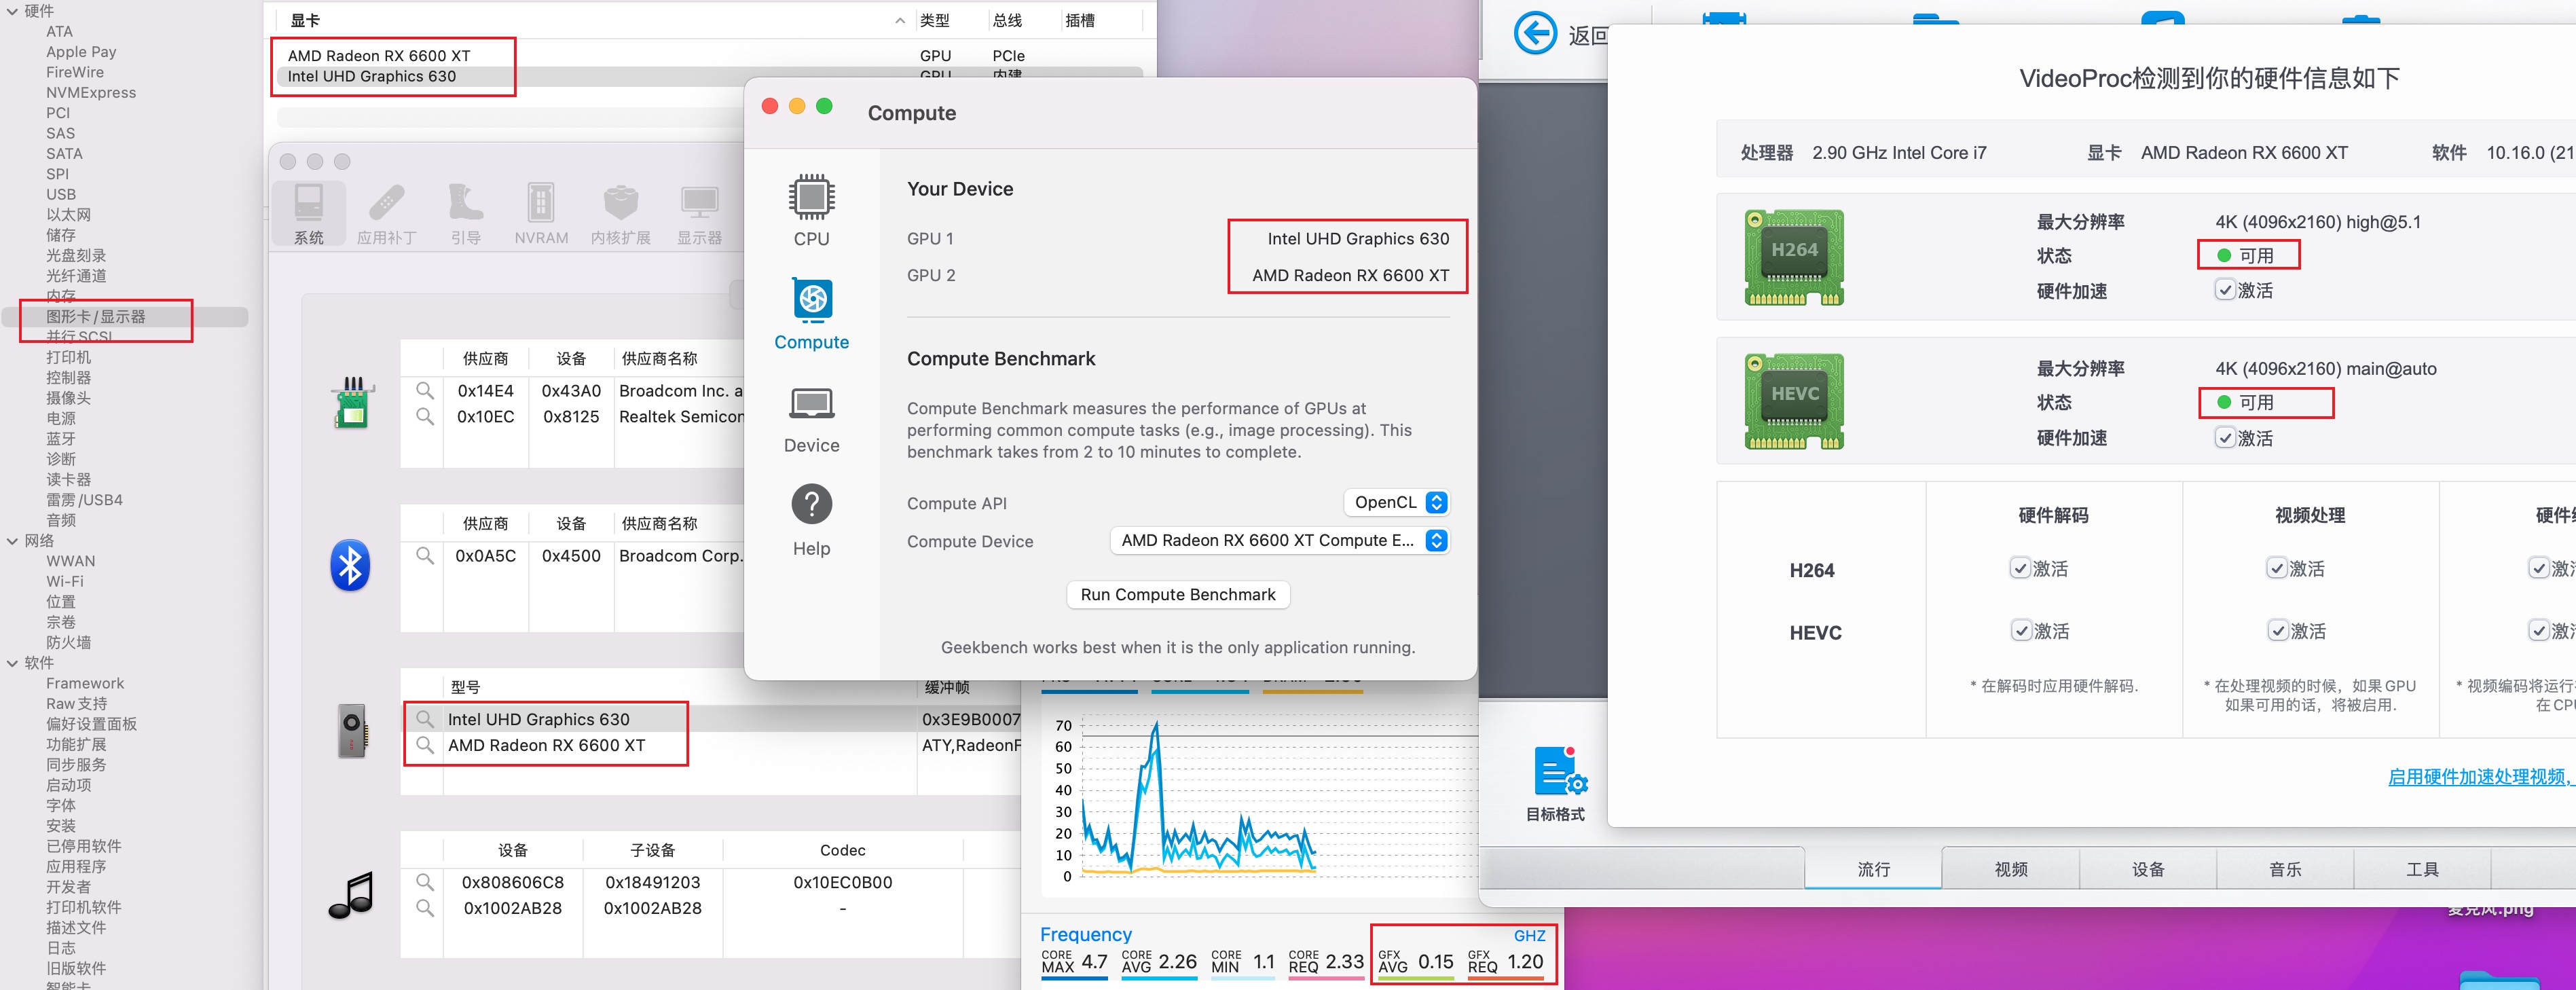 硬件
ATA
Apple Pay
FireWire
NVMExpress
PCI
SAS
SATA
SPI
USB
以太网
储存
光盘刻录
光纤通道
内存
图形卡/显示器
并行SCSI
打印机
控制器
摄像头
电源
蓝牙
诊断
读卡器
雷雳/USB4
音频
网络
WWAN
Wi-Fi
位置
宗卷
防火墙
软件
Framework
Raw支持
偏好设置面板
功能扩展
同步服务
启动项
字体
安装
已停用软件
应用程序
开发者
打印机软件
描述文件
日志
旧版软件
智能卡
显卡 类型 总线 插槽
AMD Radeon RX 6600 XT GPU PCIe
Intel UHD Graphics 630 GPU 内建
系统 应用补丁 引导 NVRAM 内核扩展 显示器
供应商 设备 供应商名称
0x14E4 0x43A0 Broadcom Inc. a
0x10EC 0x8125 Realtek Semicon
供应商 设备 供应商名称
0x0A5C 0x4500 Broadcom Corp.
型号 缓冲帧
Intel UHD Graphics 630 0x3E9B0007
AMD Radeon RX 6600 XT ATY,RadeonF
设备 子设备 Codec
0x808606C8 0x18491203 0x10EC0B00
0x1002AB28 0x1002AB28 -
Compute
CPU
Compute
Device
Help
Your Device
GPU 1 Intel UHD Graphics 630
GPU 2 AMD Radeon RX 6600 XT
Compute Benchmark
Compute Benchmark measures the performance of GPUs at
performing common compute tasks (e.g., image processing). This
benchmark takes from 2 to 10 minutes to complete.
Compute API OpenCL
Compute Device AMD Radeon RX 6600 XT Compute E...
Run Compute Benchmark
Geekbench works best when it is the only application running.
70
60
50
40
30
20
10
0
Frequency GHZ
CORE MAX 4.7 CORE AVG 2.26 CORE MIN 1.1 CORE REQ 2.33 GFX AVG 0.15 GFX REQ 1.20
返回
VideoProc检测到你的硬件信息如下
处理器 2.90 GHz Intel Core i7 显卡 AMD Radeon RX 6600 XT 软件 10.16.0 (21
H264
最大分辨率 4K (4096x2160) high@5.1
状态 可用
硬件加速 激活
HEVC
最大分辨率 4K (4096x2160) main@auto
状态 可用
硬件加速 激活
硬件解码 视频处理 硬件
H264 激活 激活 激
HEVC 激活 激活 激
* 在解码时应用硬件解码. * 在处理视频的时候，如果GPU * 视频编码将运行
如果可用的话，将被启用. 在CPU
启用硬件加速处理视频，
目标格式
流行 视频 设备 音乐 工具
麦克风.png